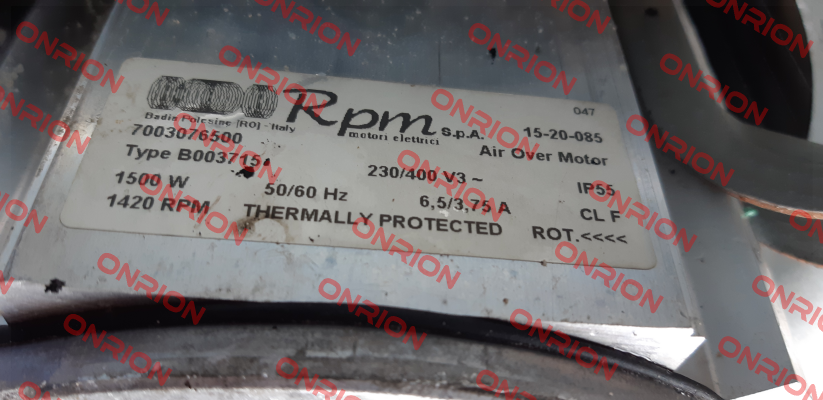 047
Rpm S.p.A. 15-20-085
Badia Polesine (RO) - Italy motori elettrici Air Over Motor
7003076500
Type B0037151 230/400 V3 ~ IP55
1500 W 50/60 Hz 6,5/3,75 A CL F
1420 RPM THERMALLY PROTECTED ROT.<<<<
ONRION